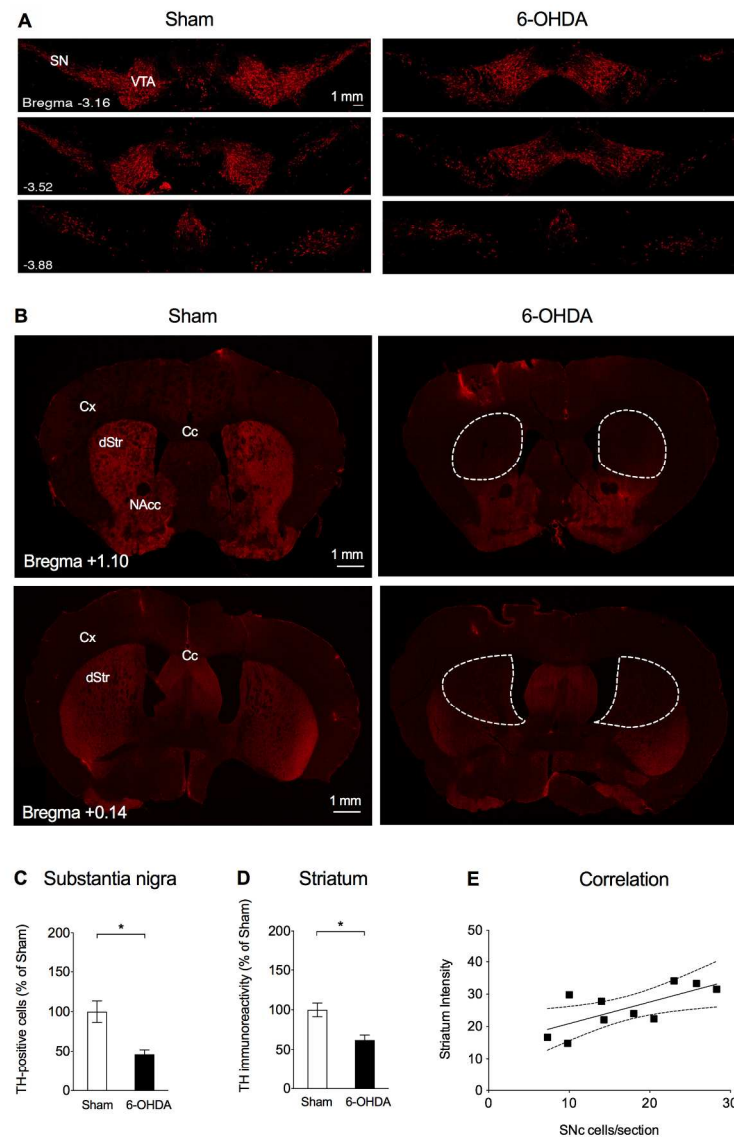 A
Sham
6-OHDA
SN
VTA
1 mm
Bregma -3.16
-3.52
-3.88
B
Sham
6-OHDA
Cx
Cc
dStr
NAcc
Bregma +1.10
1 mm
Cx
Cc
dStr
Bregma +0.14
1 mm
C Substantia nigra
TH-positive cells (% of Sham)
200
150
100
50
0
*
Sham 6-OHDA
D Striatum
TH immunoreactivity (% of Sham)
200
150
100
50
0
*
Sham 6-OHDA
E Correlation
Striatum Intensity
50
40
30
20
10
0
0 10 20 30
SNc cells/section